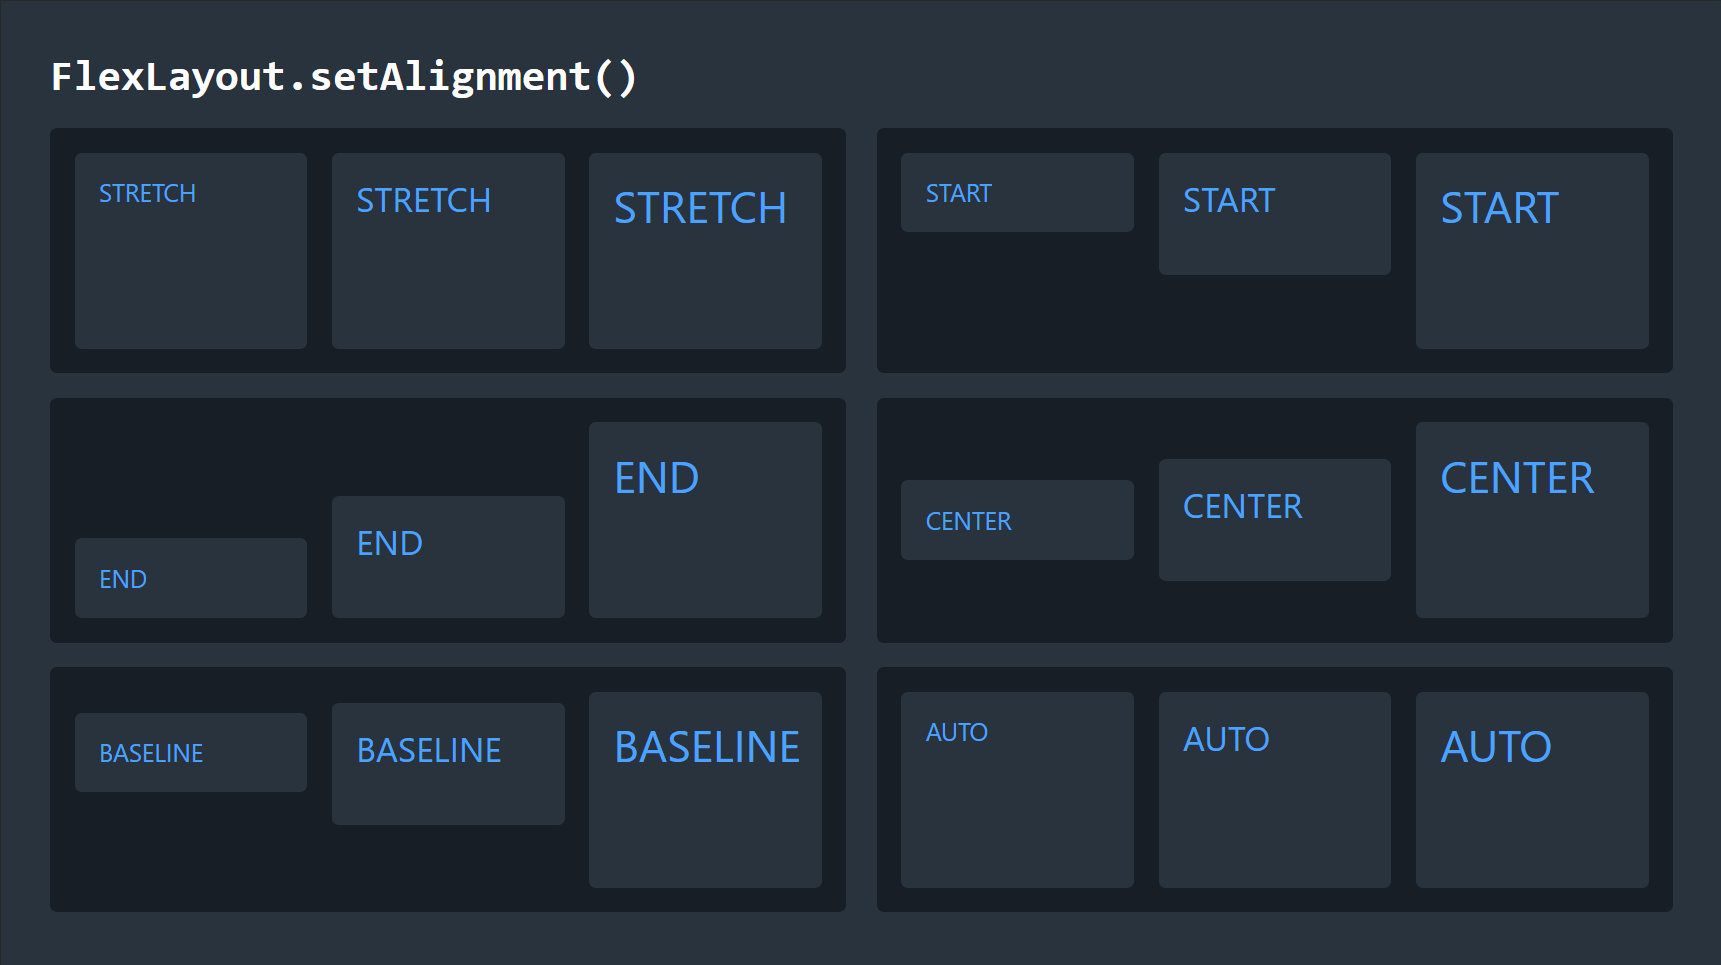 FlexLayout.setAlignment()
STRETCH STRETCH STRETCH
START START START
END END END
CENTER CENTER CENTER
BASELINE BASELINE BASELINE
AUTO AUTO AUTO